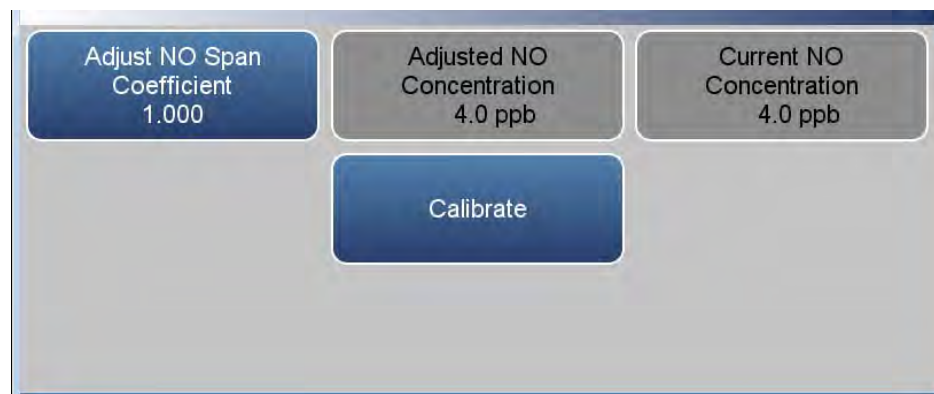 Adjust NO Span
Coefficient
1.000
Adjusted NO
Concentration
4.0 ppb
Current NO
Concentration
4.0 ppb
Calibrate